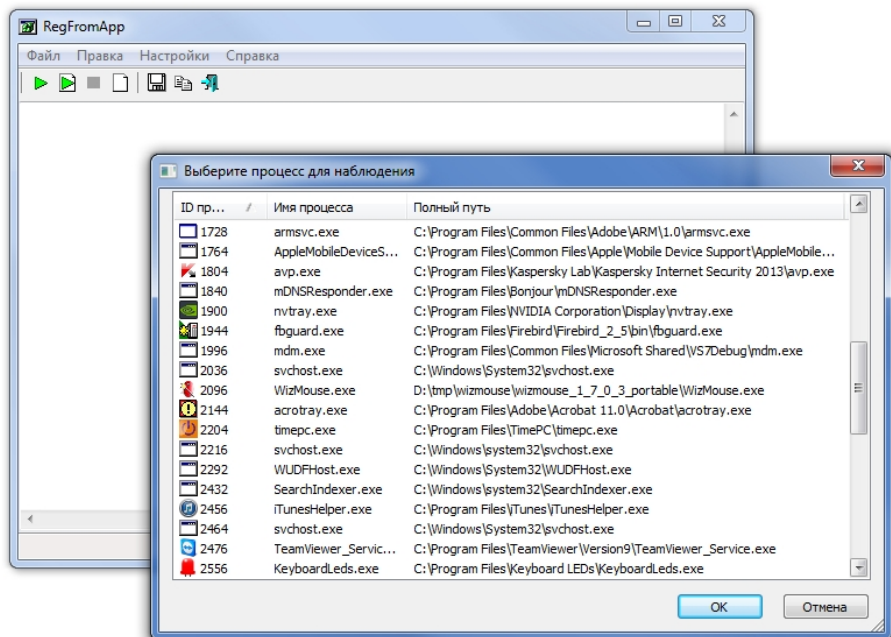 RegFromApp
Файл Правка Настройки Справка
Выберите процесс для наблюдения
ID пр... / Имя процесса Полный путь
1728 armsvc.exe C:\Program Files\Common Files\Adobe\ARM\1.0\armsvc.exe
1764 AppleMobileDeviceS... C:\Program Files\Common Files\Apple\Mobile Device Support\AppleMobile...
1804 avp.exe C:\Program Files\Kaspersky Lab\Kaspersky Internet Security 2013\avp.exe
1840 mDNSResponder.exe C:\Program Files\Bonjour\mDNSResponder.exe
1900 nvtray.exe C:\Program Files\NVIDIA Corporation\Display\nvtray.exe
1944 fbguard.exe C:\Program Files\Firebird\Firebird_2_5\bin\fbguard.exe
1996 mdm.exe C:\Program Files\Common Files\Microsoft Shared\VS7Debug\mdm.exe
2036 svchost.exe C:\Windows\System32\svchost.exe
2096 WizMouse.exe D:\tmp\wizmouse\wizmouse_1_7_0_3_portable\WizMouse.exe
2144 acrotray.exe C:\Program Files\Adobe\Acrobat 11.0\Acrobat\acrotray.exe
2204 timepc.exe C:\Program Files\TimePC\timepc.exe
2216 svchost.exe C:\Windows\system32\svchost.exe
2292 WUDFHost.exe C:\Windows\System32\WUDFHost.exe
2432 SearchIndexer.exe C:\Windows\system32\SearchIndexer.exe
2456 iTunesHelper.exe C:\Program Files\iTunes\iTunesHelper.exe
2464 svchost.exe C:\Windows\System32\svchost.exe
2476 TeamViewer_Servic... C:\Program Files\TeamViewer\Version9\TeamViewer_Service.exe
2556 KeyboardLeds.exe C:\Program Files\Keyboard LEDs\KeyboardLeds.exe
OK Отмена